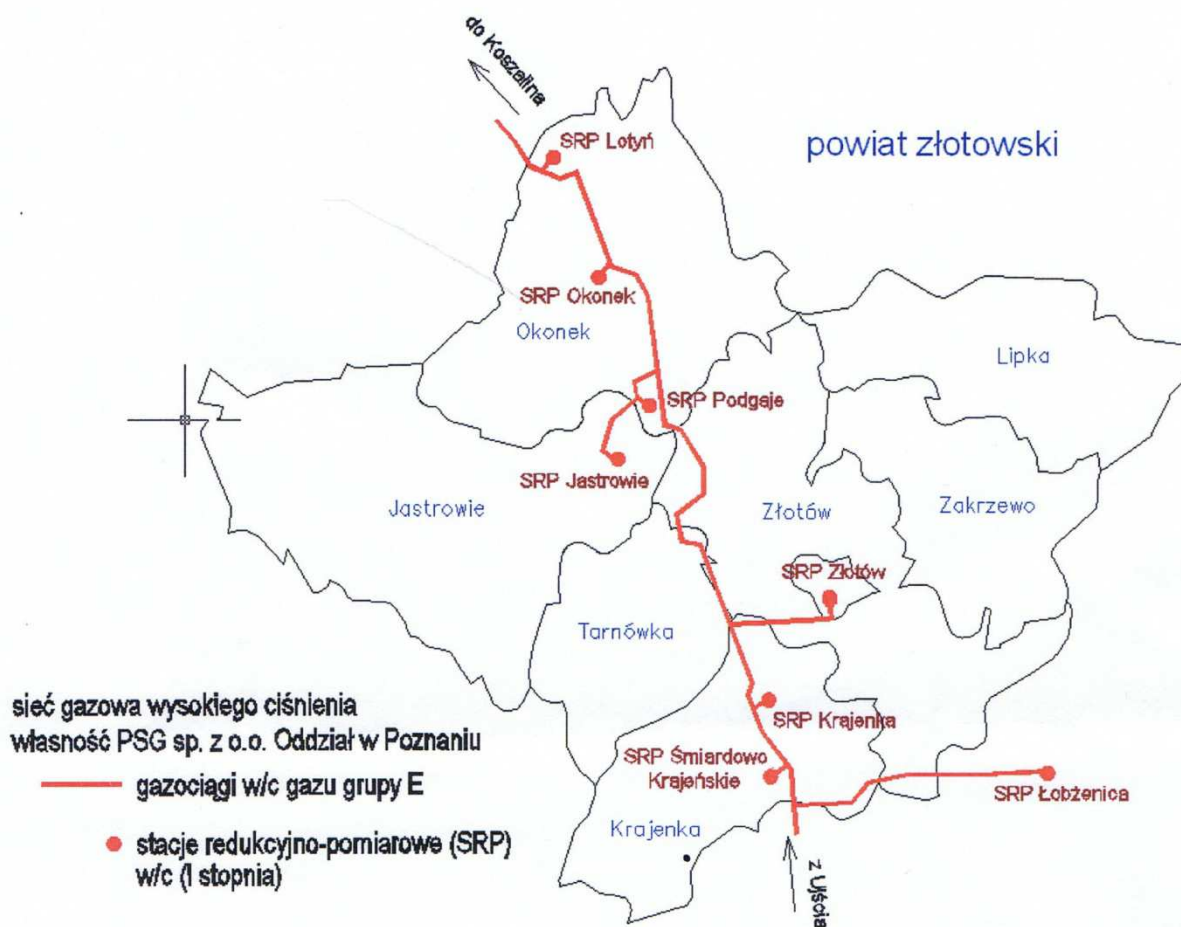 do Koszalina
powiat złotowski
SRP Lotyń
SRP Okonek
Okonek
Lipka
SRP Podgaje
SRP Jastrowie
Jastrowie
Złotów
Zakrzewo
SRP Złotów
Tarnówka
sieć gazowa wysokiego ciśnienia
własność PSG sp. z o.o. Oddział w Poznaniu
gazociągi w/c gazu grupy E
stacje redukcyjno-pomiarowe (SRP)
w/c (I stopnia)
SRP Krajenka
SRP Śmiardowo
Krajeńskie
SRP Łobżenica
Krajenka
z Ujścia